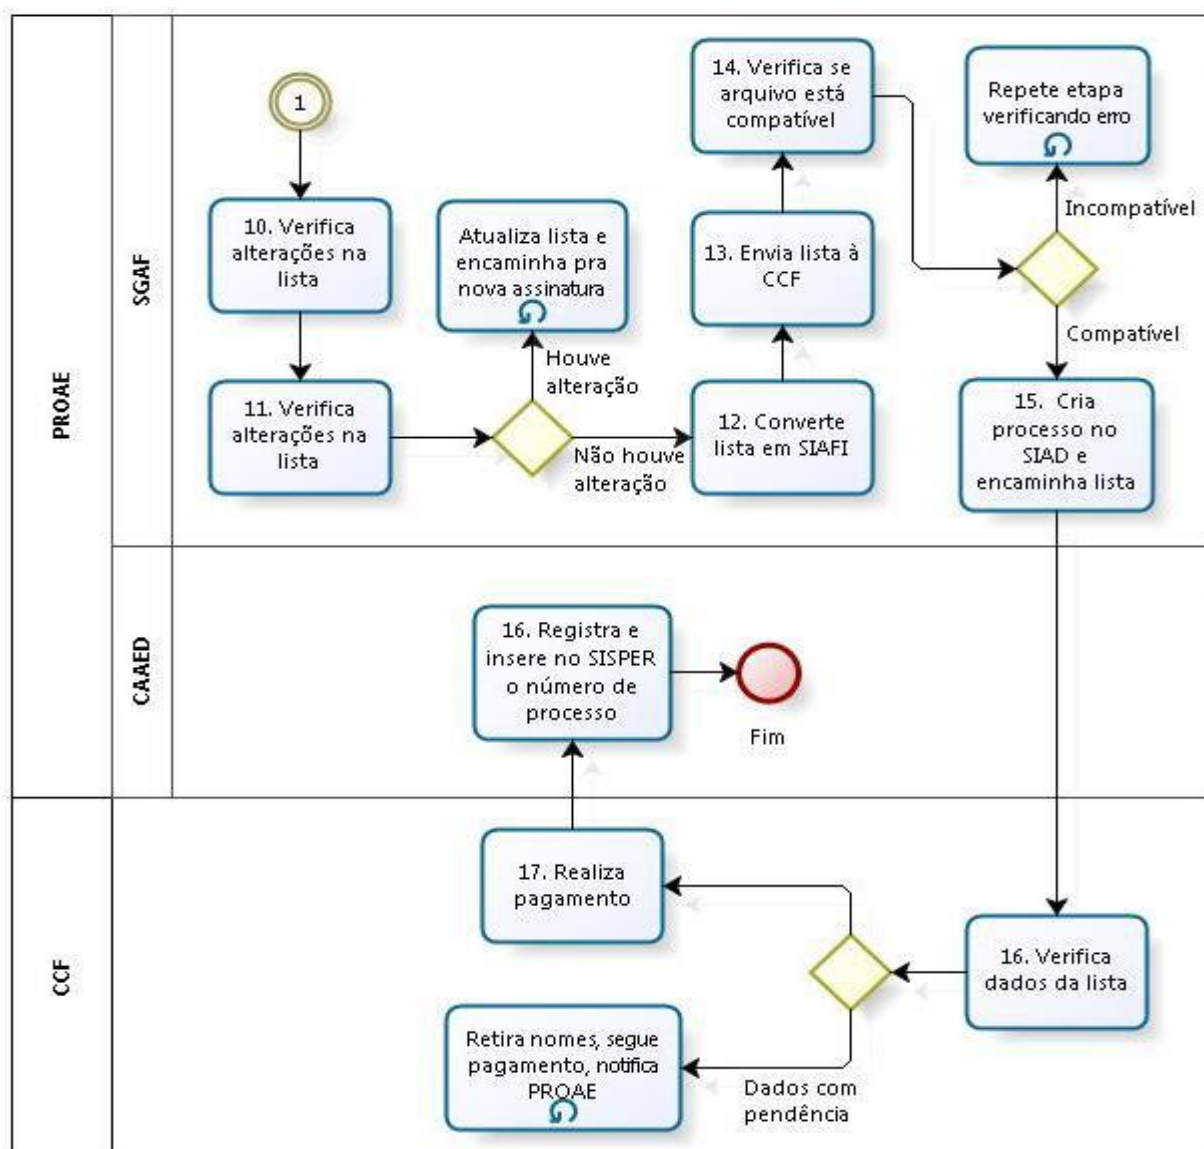 PROAE
SGAF
1
10. Verifica
alterações na
lista
11. Verifica
alterações na
lista
Atualiza lista e
encaminha pra
nova assinatura
Houve
alteração
Não houve
alteração
12. Converte
lista em SIAFI
13. Envia lista à
CCF
14. Verifica se
arquivo está
compatível
Repete etapa
verificando erro
Incompatível
Compatível
15. Cria
processo no
SIAD e
encaminha lista
CAAED
16. Registra e
insere no SISPER
o número de
processo
Fim
CCF
17. Realiza
pagamento
16. Verifica
dados da lista
Retira nomes, segue
pagamento, notifica
PROAE
Dados com
pendência